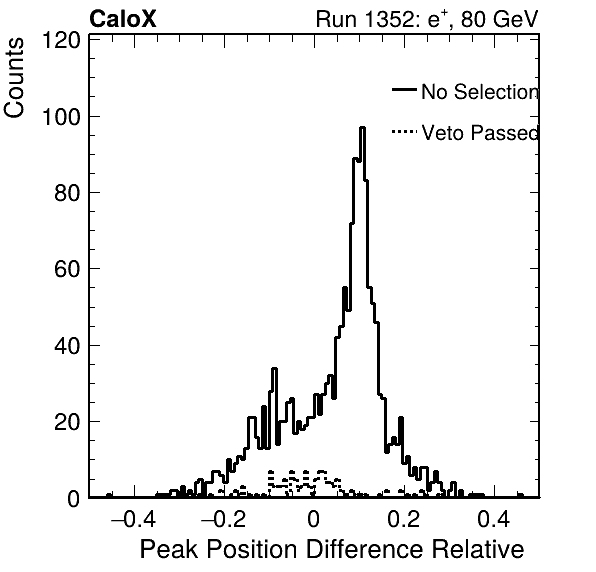 CaloX Run 1352: e⁺, 80 GeV
Counts
120
No Selection
100
Veto Passed
80
60
40
20
0
−0.4 −0.2 0 0.2 0.4
Peak Position Difference Relative